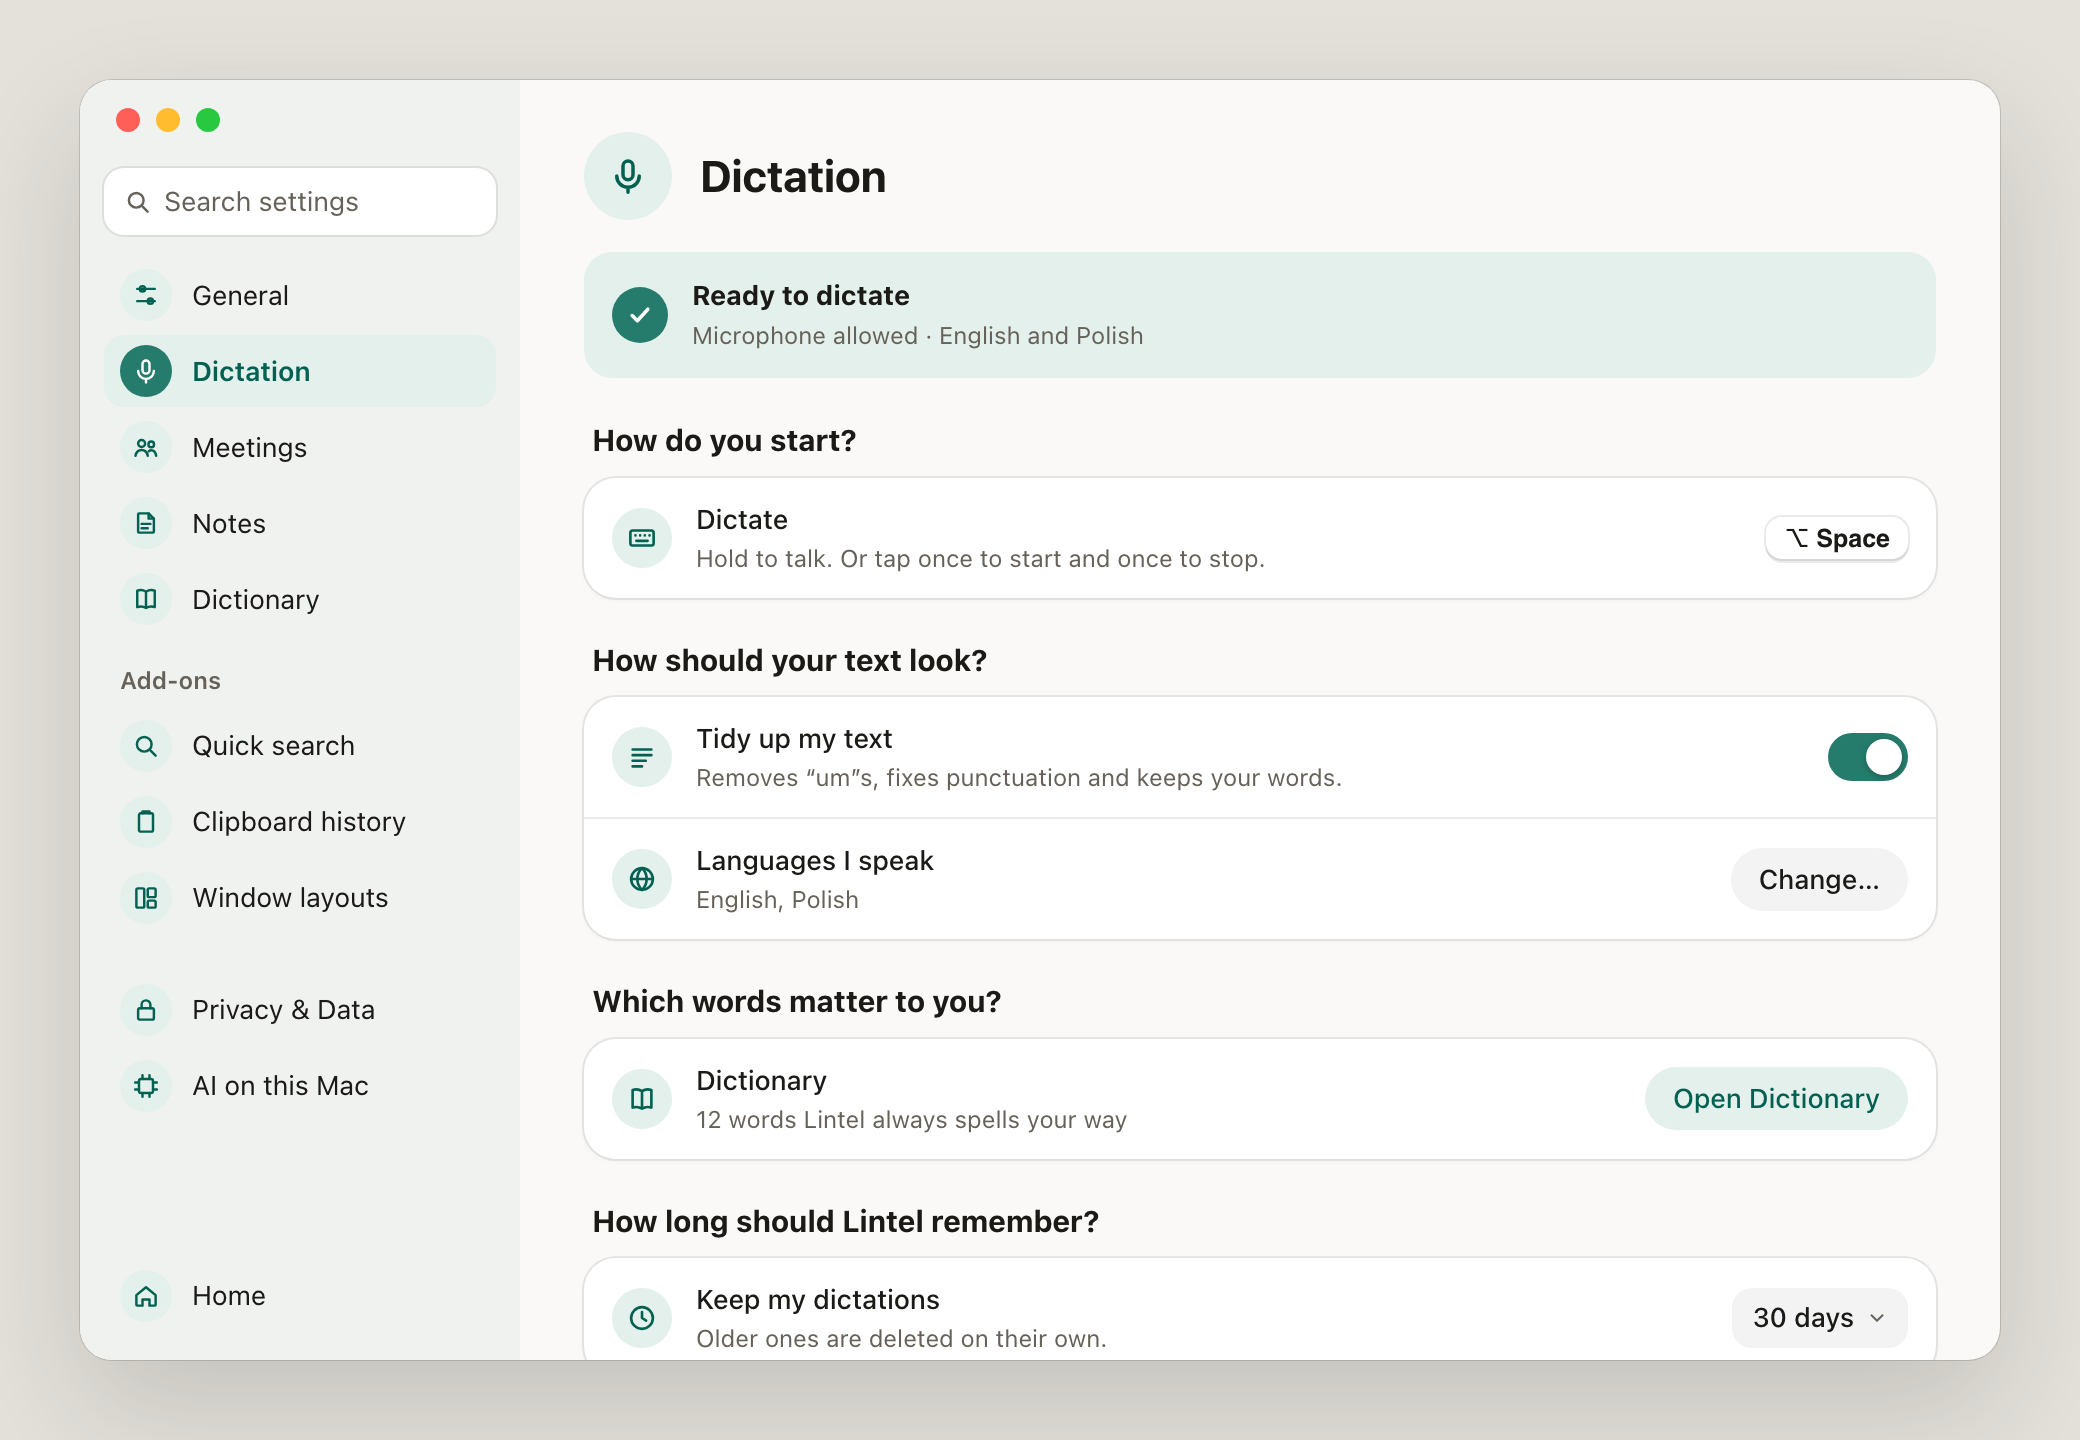 Search settings
General
Dictation
Meetings
Notes
Dictionary
Add-ons
Quick search
Clipboard history
Window layouts
Privacy & Data
AI on this Mac
Home
Dictation
Ready to dictate
Microphone allowed · English and Polish
How do you start?
Dictate
Hold to talk. Or tap once to start and once to stop.
⌥ Space
How should your text look?
Tidy up my text
Removes “um”s, fixes punctuation and keeps your words.
Languages I speak
English, Polish
Change...
Which words matter to you?
Dictionary
12 words Lintel always spells your way
Open Dictionary
How long should Lintel remember?
Keep my dictations
Older ones are deleted on their own.
30 days